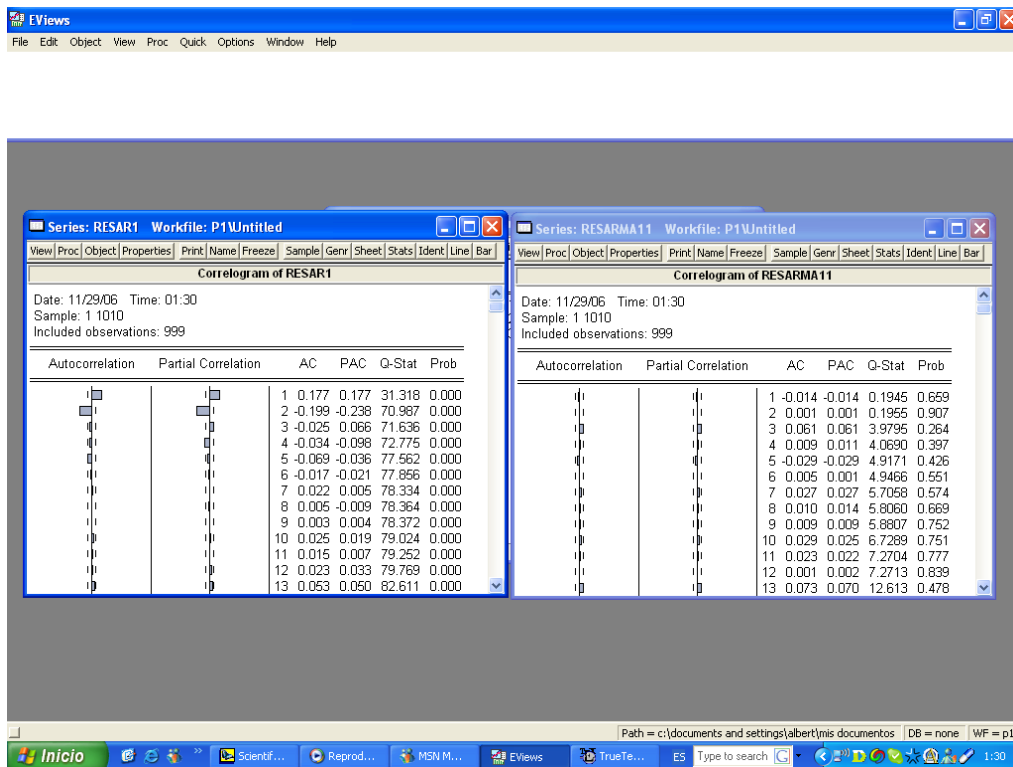 EViews
File Edit Object View Proc Quick Options Window Help
Series: RESAR1 Workfile: P1\Untitled
View Proc Object Properties Print Name Freeze Sample Genr Sheet Stats Ident Line Bar
Correlogram of RESAR1
Date: 11/29/06 Time: 01:30
Sample: 1 1010
Included observations: 999
Autocorrelation Partial Correlation AC PAC Q-Stat Prob
1 0.177 0.177 31.318 0.000
2 -0.199 -0.238 70.987 0.000
3 -0.025 0.066 71.636 0.000
4 -0.034 -0.098 72.775 0.000
5 -0.069 -0.036 77.562 0.000
6 -0.017 -0.021 77.856 0.000
7 0.022 0.005 78.334 0.000
8 0.005 -0.009 78.364 0.000
9 0.003 0.004 78.372 0.000
10 0.025 0.019 79.024 0.000
11 0.015 0.007 79.252 0.000
12 0.023 0.033 79.769 0.000
13 0.053 0.050 82.611 0.000
Series: RESARMA11 Workfile: P1\Untitled
View Proc Object Properties Print Name Freeze Sample Genr Sheet Stats Ident Line Bar
Correlogram of RESARMA11
Date: 11/29/06 Time: 01:30
Sample: 1 1010
Included observations: 999
Autocorrelation Partial Correlation AC PAC Q-Stat Prob
1 -0.014 -0.014 0.1945 0.659
2 0.001 0.001 0.1955 0.907
3 0.061 0.061 3.9795 0.264
4 0.009 0.011 4.0690 0.397
5 -0.029 -0.029 4.9171 0.426
6 0.005 0.001 4.9466 0.551
7 0.027 0.027 5.7058 0.574
8 0.010 0.014 5.8060 0.669
9 0.009 0.009 5.8807 0.752
10 0.029 0.025 6.7289 0.751
11 0.023 0.022 7.2704 0.777
12 0.001 0.002 7.2713 0.839
13 0.073 0.070 12.613 0.478
Path = c:\documents and settings\albert\mis documentos DB = none WF = p1
Inicio » Scientif... Reprod... MSN M... EViews TrueTe... ES Type to search G 1:30